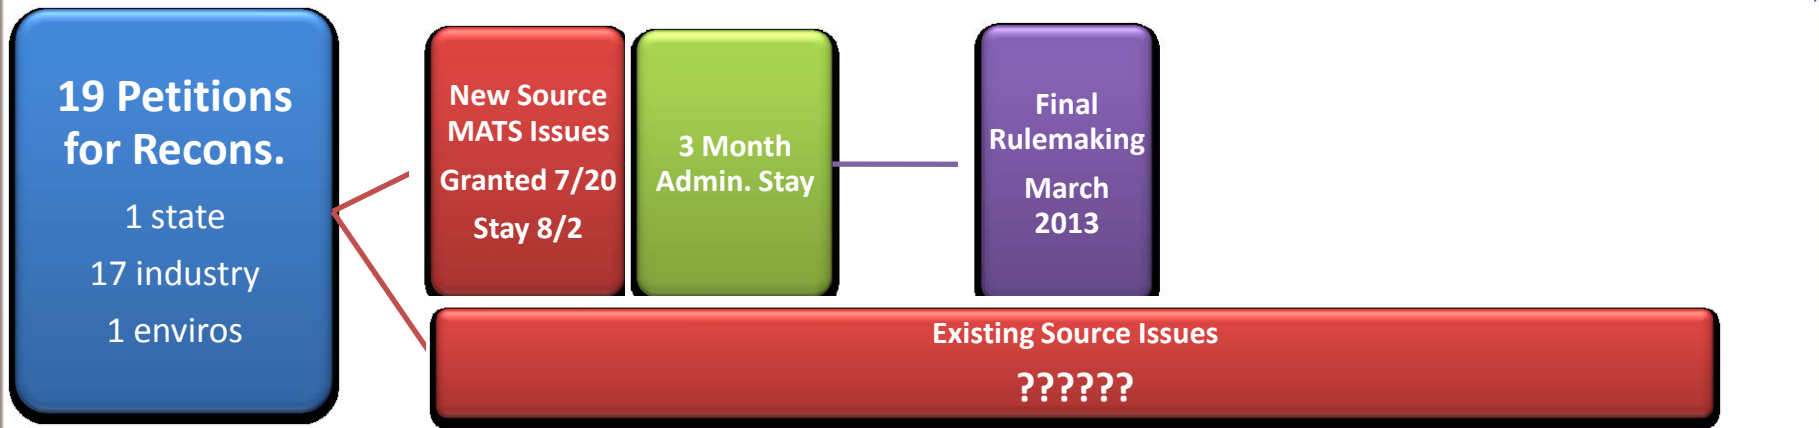 19 Petitions
for Recons.
1 state
17 industry
1 enviros
New Source
MATS Issues
Granted 7/20
Stay 8/2
3 Month
Admin. Stay
Final
Rulemaking
March
2013
Existing Source Issues
??????